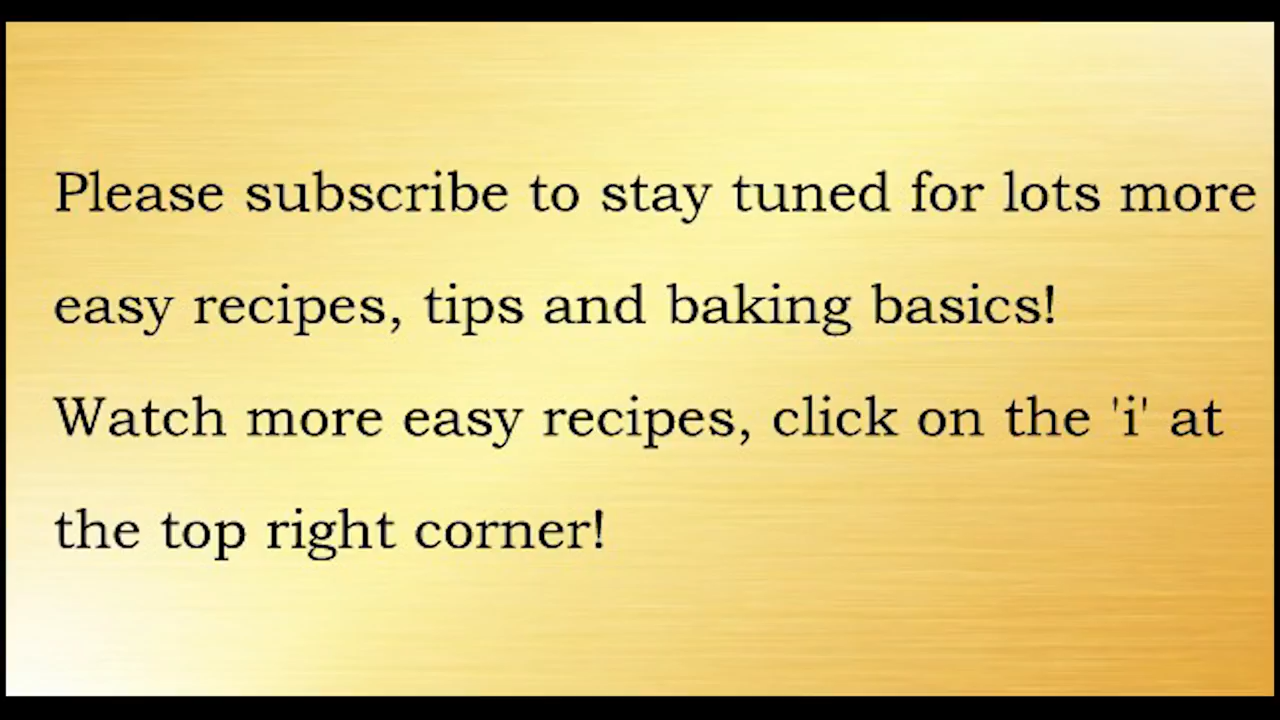 Please subscribe to stay tuned for lots more
easy recipes, tips and baking basics!
Watch more easy recipes, click on the 'i' at
the top right corner!